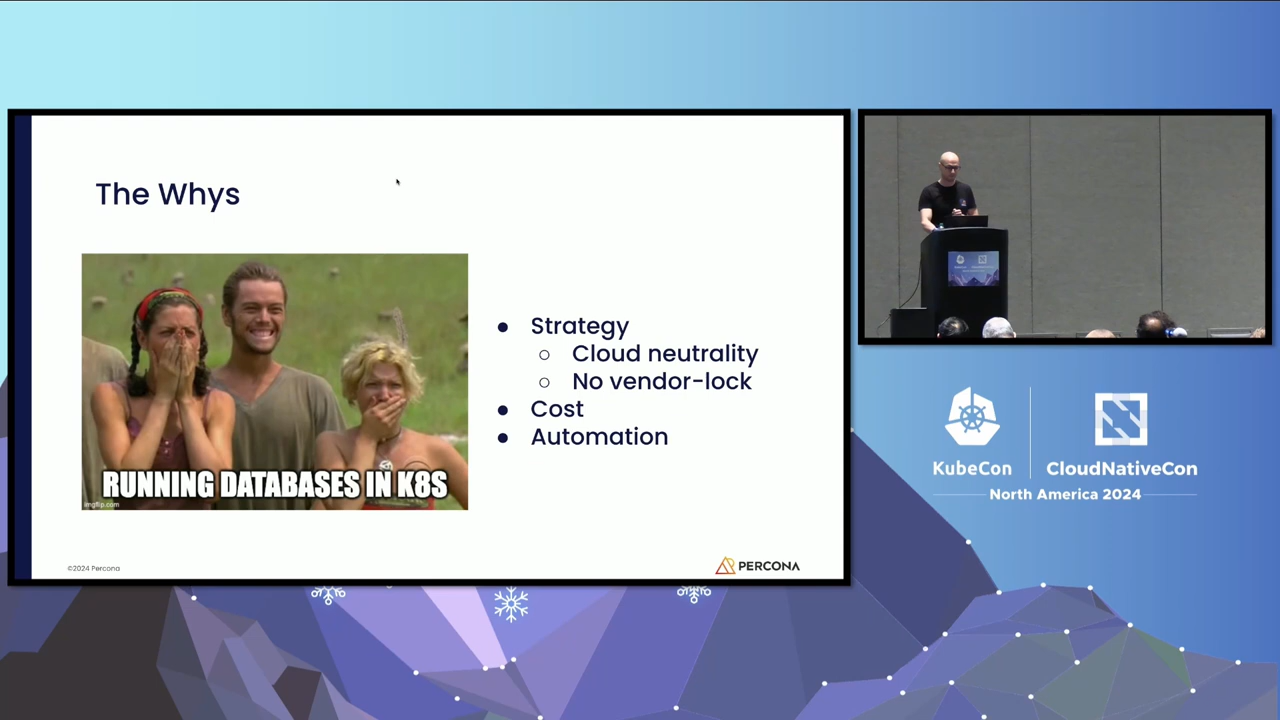 The Whys
RUNNING DATABASES IN K8S
imgflip.com
Strategy
Cloud neutrality
No vendor-lock
Cost
Automation
©2024 Percona
PERCONA
KubeCon
CloudNativeCon
North America 2024